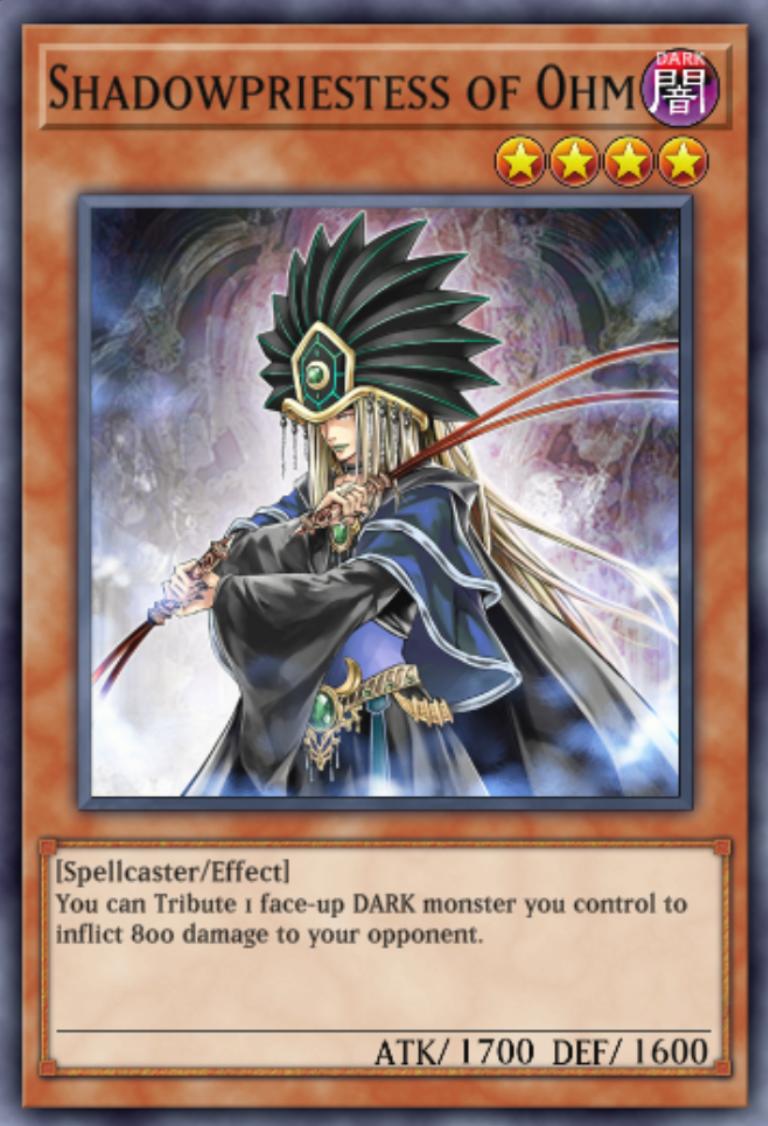 DARK
SHADOWPRIESTESS OF OHM
闇
[Spellcaster/Effect]
You can Tribute 1 face-up DARK monster you control to
inflict 800 damage to your opponent.
ATK/ 1700 DEF/ 1600